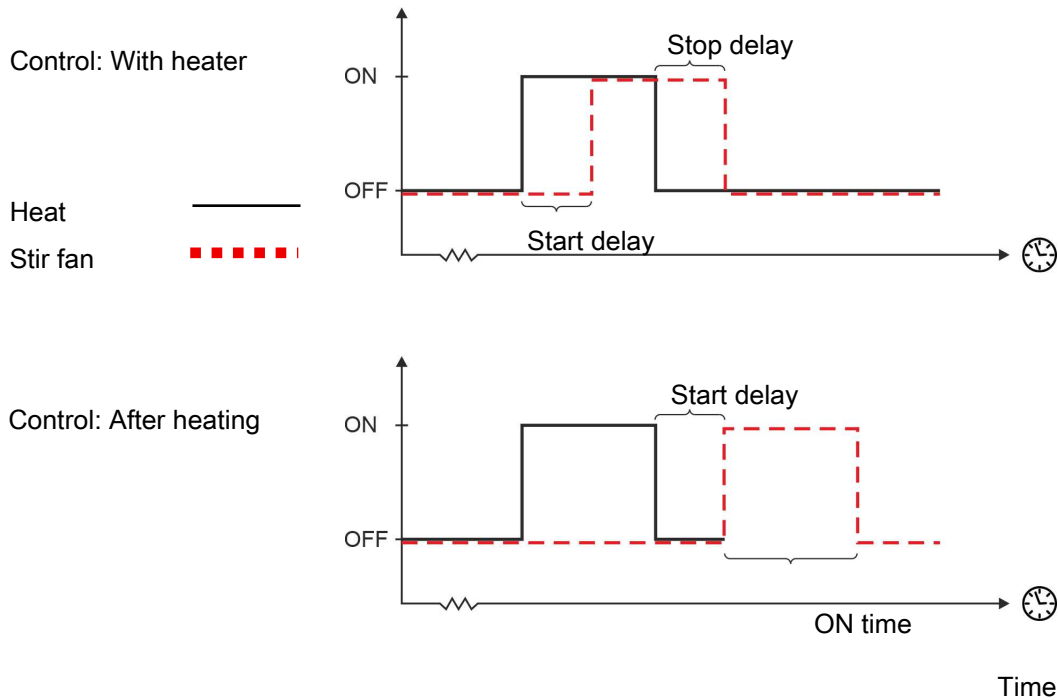 Control: With heater
Stop delay
ON
OFF
Heat
Start delay
Stir fan
Start delay
Control: After heating
ON
OFF
ON time
Time